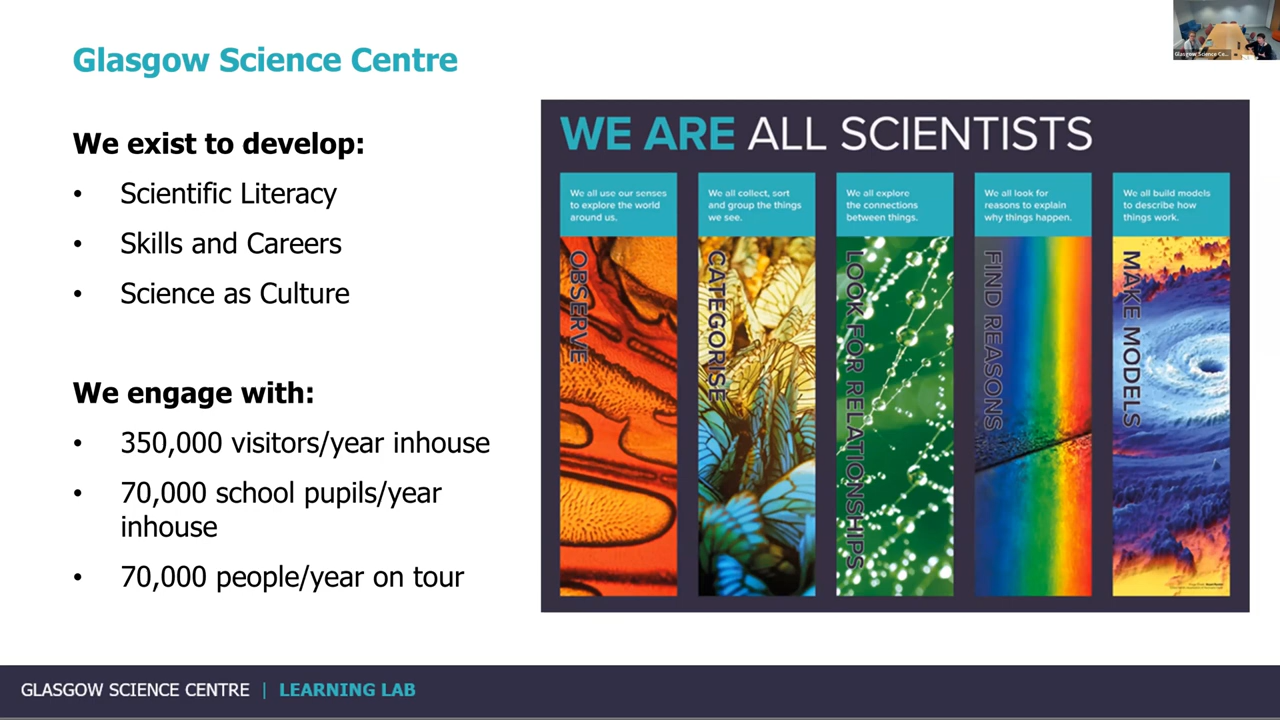 Glasgow Science Centre
We exist to develop:
• Scientific Literacy
• Skills and Careers
• Science as Culture
We engage with:
• 350,000 visitors/year inhouse
• 70,000 school pupils/year
inhouse
• 70,000 people/year on tour
WE ARE ALL SCIENTISTS
We all use our senses
to explore the world
around us.
OBSERVE
We all collect, sort
and group the things
we see.
CATEGORISE
We all explore
the connections
between things.
LOOK FOR RELATIONSHIPS
We all look for
reasons to explain
why things happen.
FIND REASONS
We all build models
to describe how
things work.
MAKE MODELS
Glasgow Science Ce...
GLASGOW SCIENCE CENTRE | LEARNING LAB